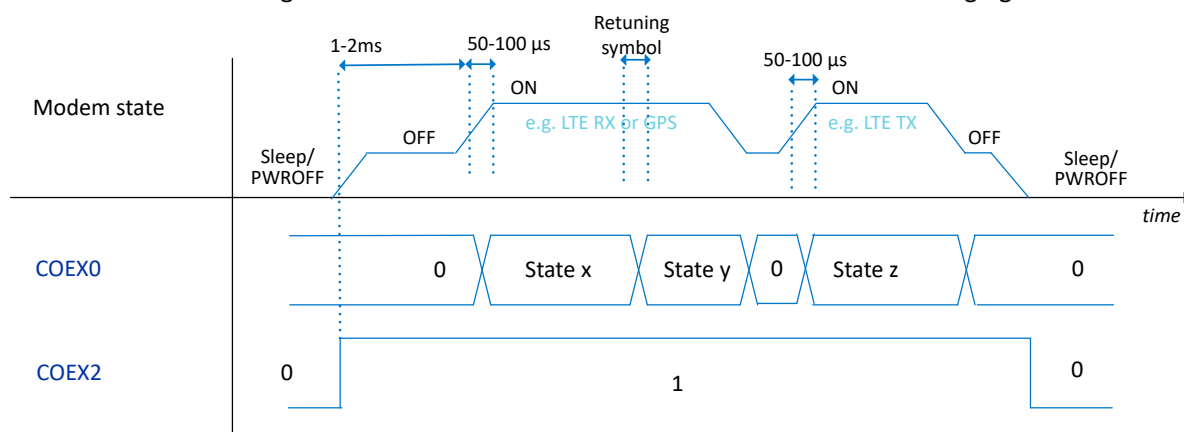 Retuning
symbol
1-2ms
50-100 µs
50-100 µs
ON
ON
Modem state
e.g. LTE RX or GPS
e.g. LTE TX
OFF
OFF
Sleep/
PWROFF
Sleep/
PWROFF
time
COEX0
0
State x
State y
0
State z
0
COEX2
0
1
0